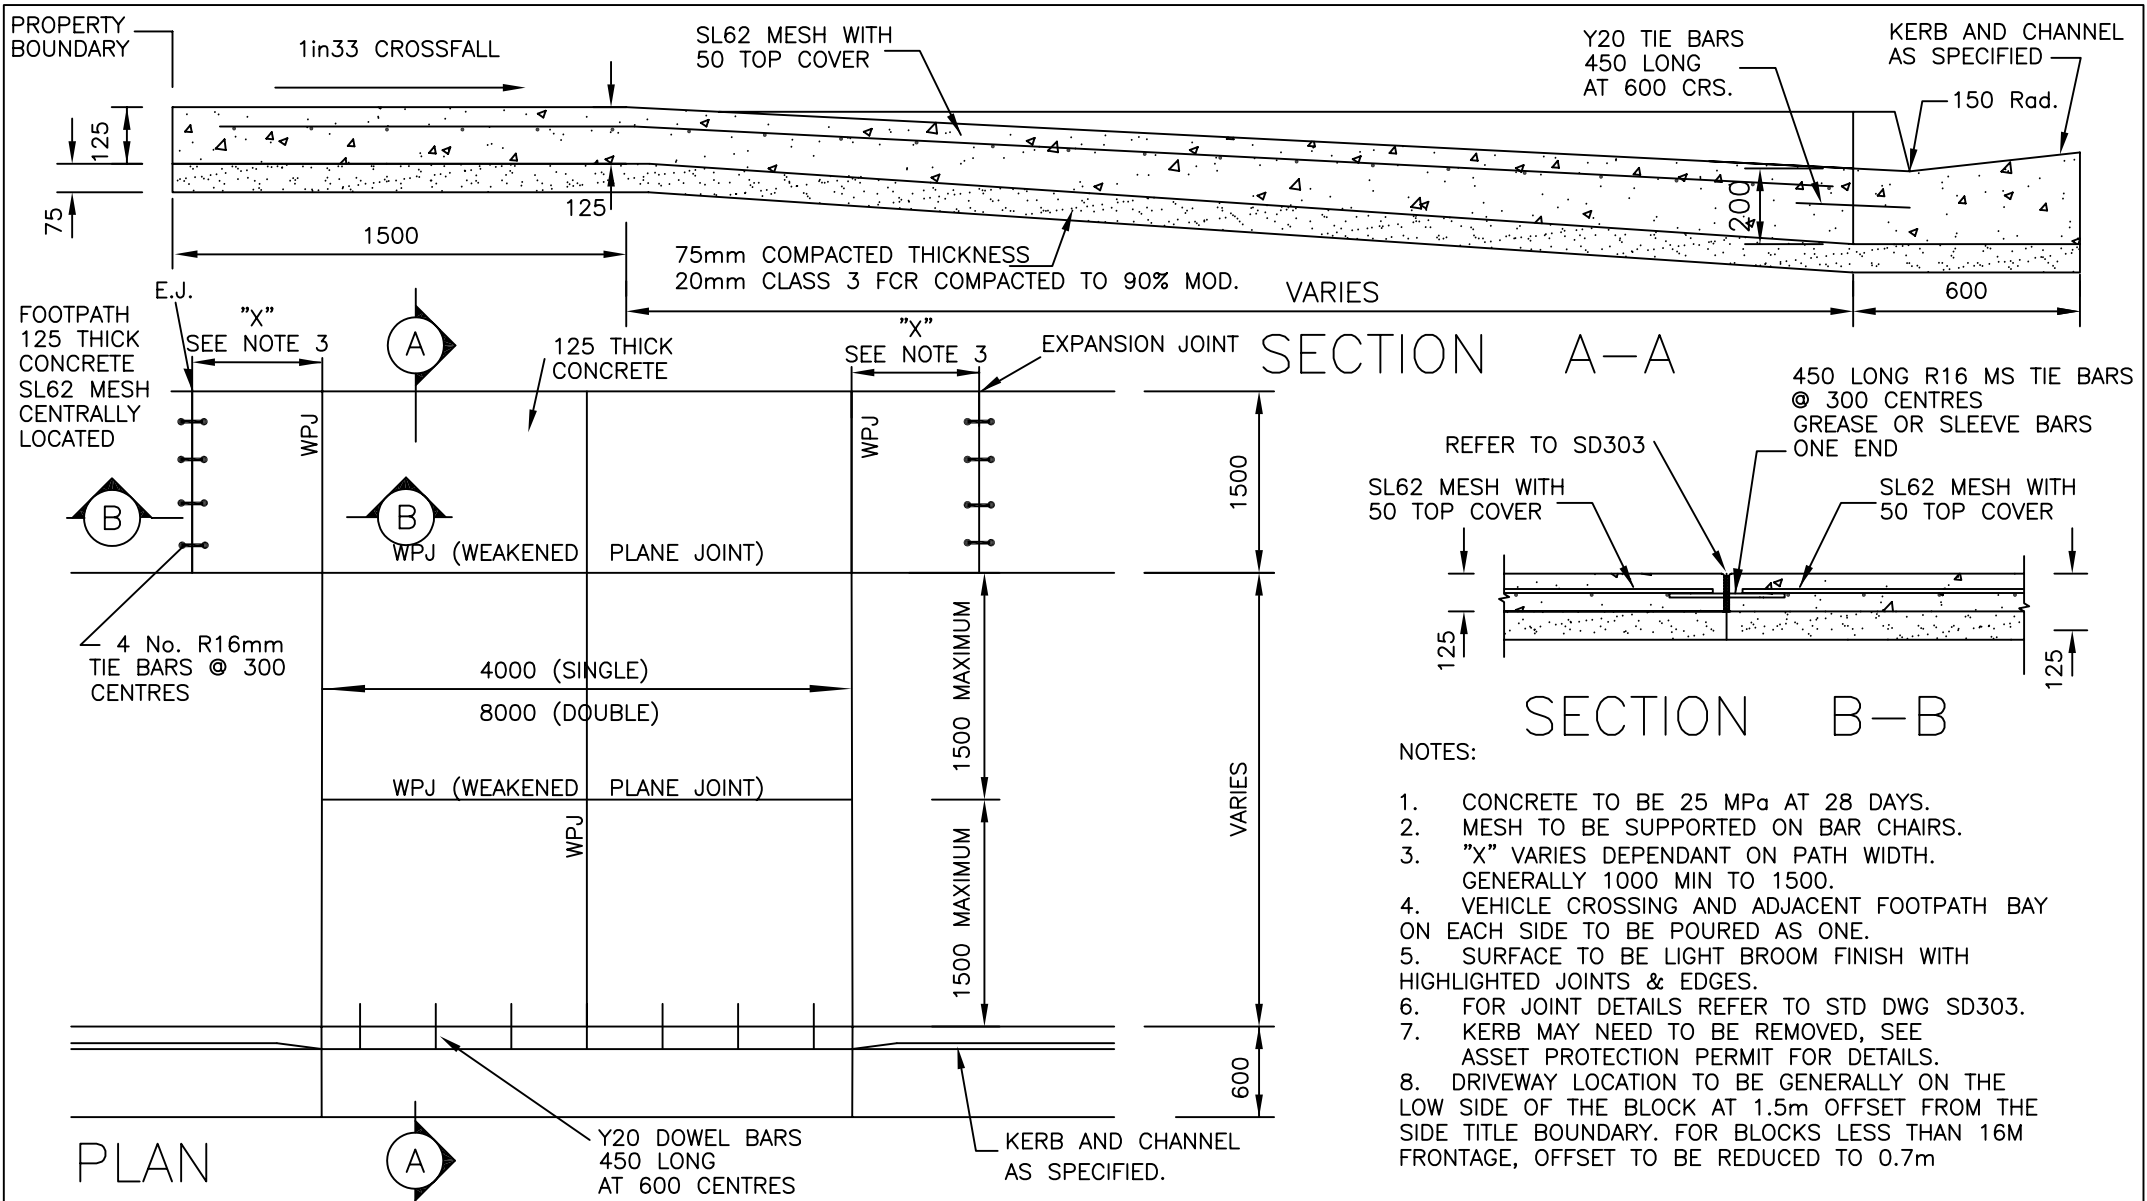 PROPERTY
BOUNDARY
1in33 CROSSFALL
SL62 MESH WITH
50 TOP COVER
Y20 TIE BARS
450 LONG
AT 600 CRS.
KERB AND CHANNEL
AS SPECIFIED
150 Rad.
125
75
125
200
1500
75mm COMPACTED THICKNESS
20mm CLASS 3 FCR COMPACTED TO 90% MOD.
VARIES
600
SECTION A-A
E.J.
FOOTPATH
125 THICK
CONCRETE
SL62 MESH
CENTRALLY
LOCATED
"X"
SEE NOTE 3
A
125 THICK
CONCRETE
"X"
SEE NOTE 3
EXPANSION JOINT
WPJ
WPJ
B
B
1500
WPJ (WEAKENED PLANE JOINT)
4 No. R16mm
TIE BARS @ 300
CENTRES
4000 (SINGLE)
8000 (DOUBLE)
1500 MAXIMUM
WPJ (WEAKENED PLANE JOINT)
WPJ
1500 MAXIMUM
VARIES
600
Y20 DOWEL BARS
450 LONG
AT 600 CENTRES
KERB AND CHANNEL
AS SPECIFIED.
A
PLAN
450 LONG R16 MS TIE BARS
@ 300 CENTRES
GREASE OR SLEEVE BARS
ONE END
REFER TO SD303
SL62 MESH WITH
50 TOP COVER
SL62 MESH WITH
50 TOP COVER
125
125
SECTION B-B
NOTES:
1. CONCRETE TO BE 25 MPa AT 28 DAYS.
2. MESH TO BE SUPPORTED ON BAR CHAIRS.
3. "X" VARIES DEPENDANT ON PATH WIDTH.
GENERALLY 1000 MIN TO 1500.
4. VEHICLE CROSSING AND ADJACENT FOOTPATH BAY
ON EACH SIDE TO BE POURED AS ONE.
5. SURFACE TO BE LIGHT BROOM FINISH WITH
HIGHLIGHTED JOINTS & EDGES.
6. FOR JOINT DETAILS REFER TO STD DWG SD303.
7. KERB MAY NEED TO BE REMOVED, SEE
ASSET PROTECTION PERMIT FOR DETAILS.
8. DRIVEWAY LOCATION TO BE GENERALLY ON THE
LOW SIDE OF THE BLOCK AT 1.5m OFFSET FROM THE
SIDE TITLE BOUNDARY. FOR BLOCKS LESS THAN 16M
FRONTAGE, OFFSET TO BE REDUCED TO 0.7m